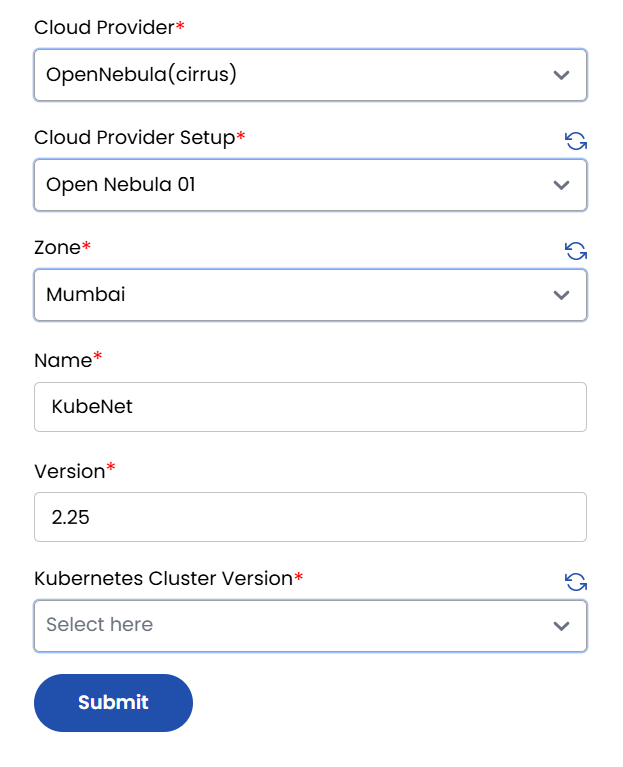 Cloud Provider*
OpenNebula(cirrus)
Cloud Provider Setup*
Open Nebula 01
Zone*
Mumbai
Name*
KubeNet
Version*
2.25
Kubernetes Cluster Version*
Select here
Submit